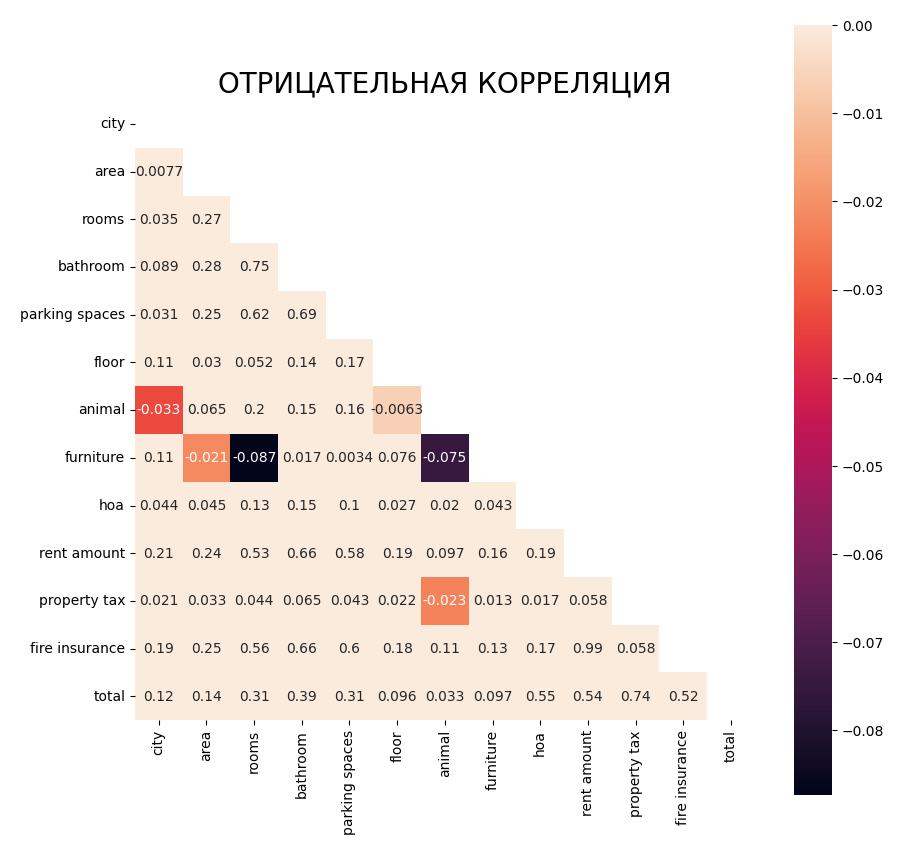 ОТРИЦАТЕЛЬНАЯ КОРРЕЛЯЦИЯ
city
area 0.0077
rooms 0.035 0.27
bathroom 0.089 0.28 0.75
parking spaces 0.031 0.25 0.62 0.69
floor 0.11 0.03 0.052 0.14 0.17
animal -0.033 0.065 0.2 0.15 0.16 -0.0063
furniture 0.11 -0.021 -0.087 0.017 0.0034 0.076 -0.075
hoa 0.044 0.045 0.13 0.15 0.1 0.027 0.02 0.043
rent amount 0.21 0.24 0.53 0.66 0.58 0.19 0.097 0.16 0.19
property tax 0.021 0.033 0.044 0.065 0.043 0.022 -0.023 0.013 0.017 0.058
fire insurance 0.19 0.25 0.56 0.66 0.6 0.18 0.11 0.13 0.17 0.99 0.058
total 0.12 0.14 0.31 0.39 0.31 0.096 0.033 0.097 0.55 0.54 0.74 0.52
city area rooms bathroom parking spaces floor animal furniture hoa rent amount property tax fire insurance total
0.00
−0.01
−0.02
−0.03
−0.04
−0.05
−0.06
−0.07
−0.08